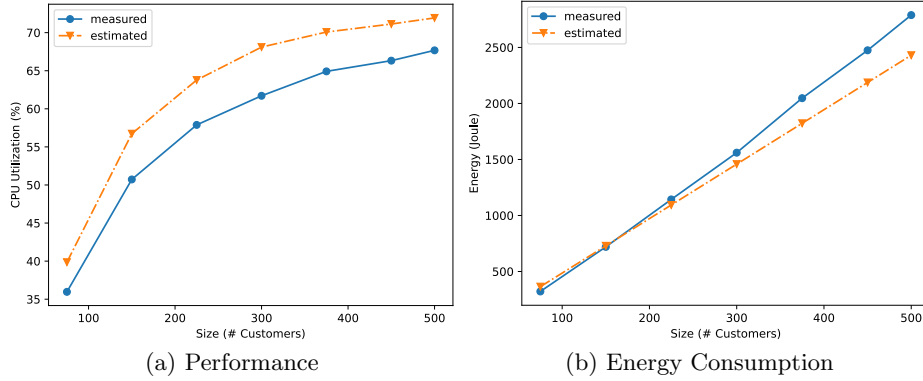 measured
estimated
70
65
60
55
50
45
40
35
CPU Utilization (%)
100
200
300
400
500
Size (# Customers)
(a) Performance
measured
estimated
2500
2000
1500
1000
500
Energy (Joule)
100
200
300
400
500
Size (# Customers)
(b) Energy Consumption